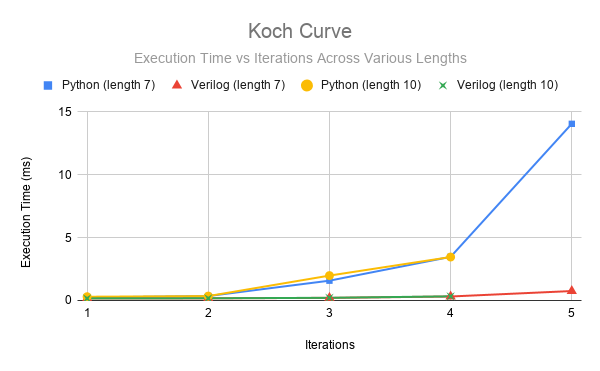 Koch Curve
Execution Time vs Iterations Across Various Lengths
Python (length 7) Verilog (length 7) Python (length 10) Verilog (length 10)
15
10
5
0
Execution Time (ms)
1 2 3 4 5
Iterations